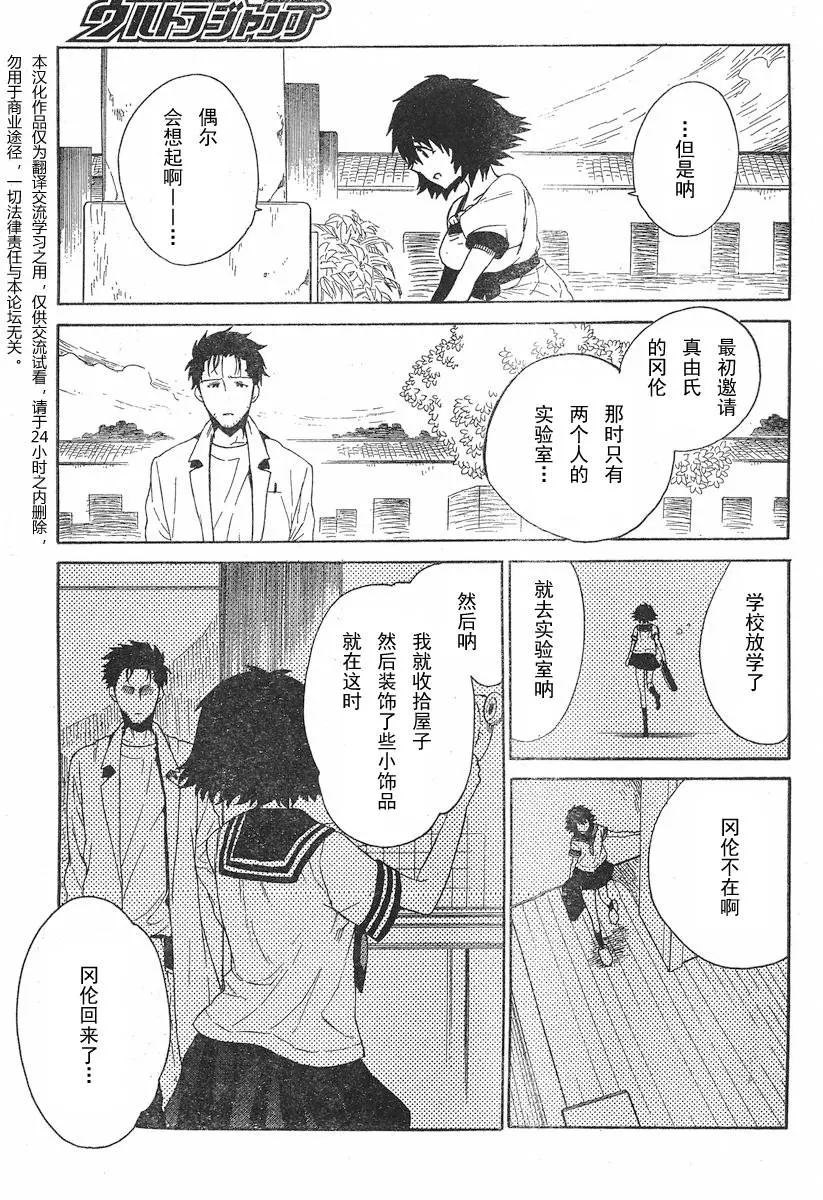 ウルトラジャンプ
本汉化作品仅为翻译交流学习之用，仅供交流试看，请于24小时之内删除，
勿用于商业途径，一切法律责任与本论坛无关。
…但是呐
偶尔
会想起啊——…
最初邀请
真由氏
的冈伦
那时只有
两个人的
实验室…
学校放学了
就去实验室呐
冈伦不在啊
然后呐
我就收拾屋子
然后装饰了些小饰品
就在这时
冈伦回来了…